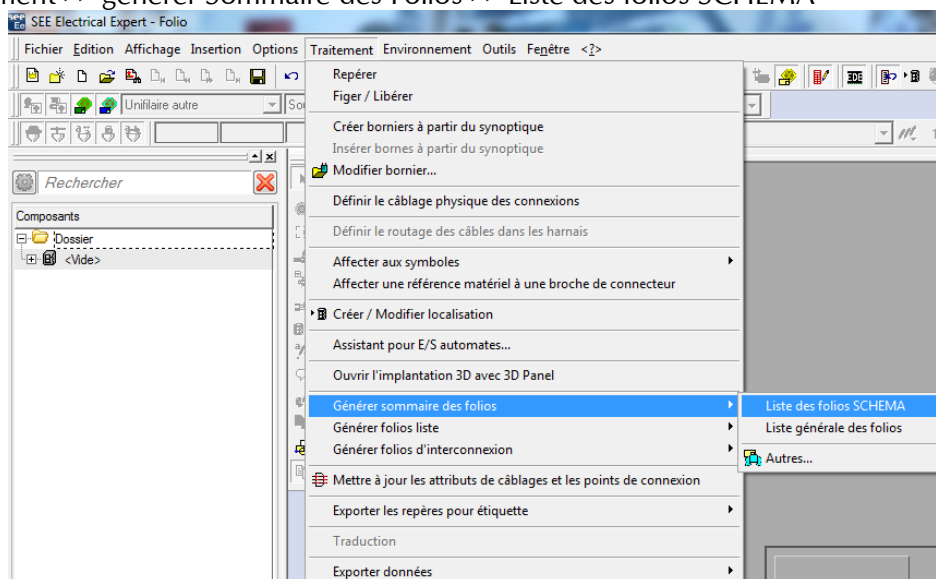 générer Sommaire des Folios >> Liste des folios SCHEMA
SEE Electrical Expert - Folio
Fichier Edition Affichage Insertion Options Traitement Environnement Outils Fenêtre <?>
Unifilaire autre
Rechercher
Composants
Dossier
<Vide>
Repérer
Figer / Libérer
Créer borniers à partir du synoptique
Insérer bornes à partir du synoptique
Modifier bornier...
Définir le câblage physique des connexions
Définir le routage des câbles dans les harnais
Affecter aux symboles
Affecter une référence matériel à une broche de connecteur
Créer / Modifier localisation
Assistant pour E/S automates...
Ouvrir l'implantation 3D avec 3D Panel
Générer sommaire des folios
Générer folios liste
Générer folios d'interconnexion
Mettre à jour les attributs de câblages et les points de connexion
Exporter les repères pour étiquette
Traduction
Exporter données
Liste des folios SCHEMA
Liste générale des folios
Autres...